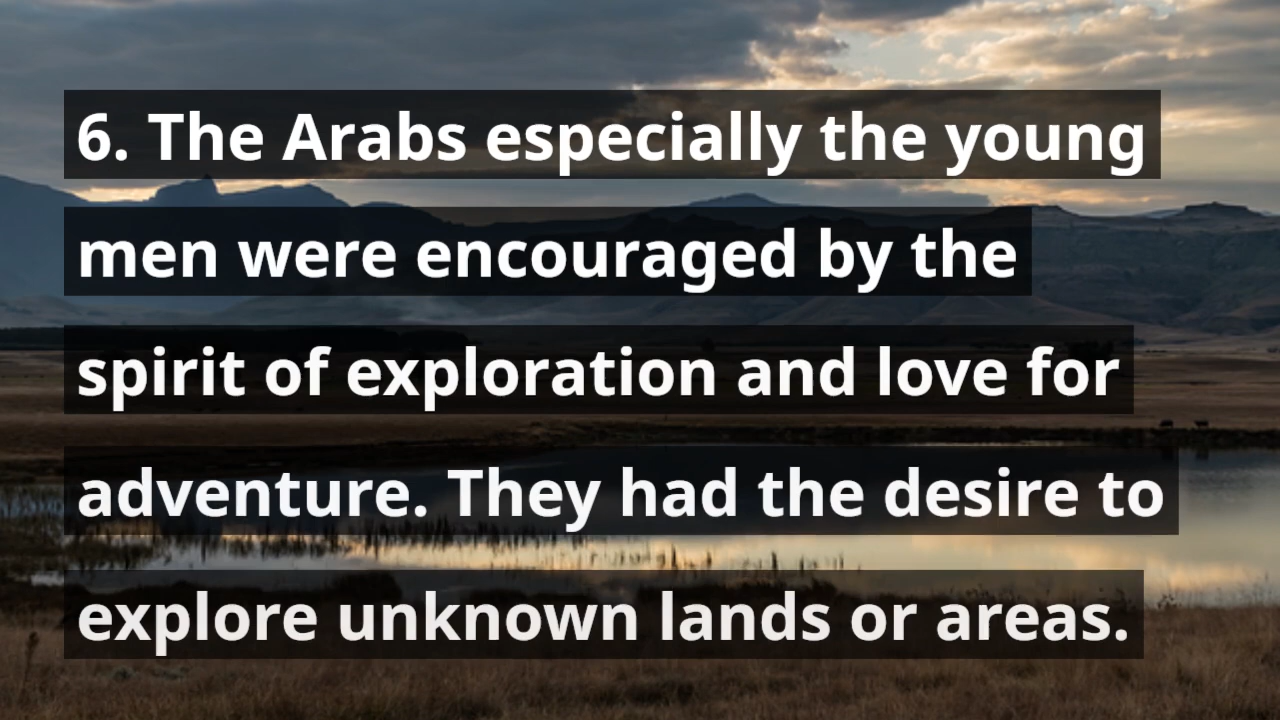 6. The Arabs especially the young
men were encouraged by the
spirit of exploration and love for
adventure. They had the desire to
explore unknown lands or areas.